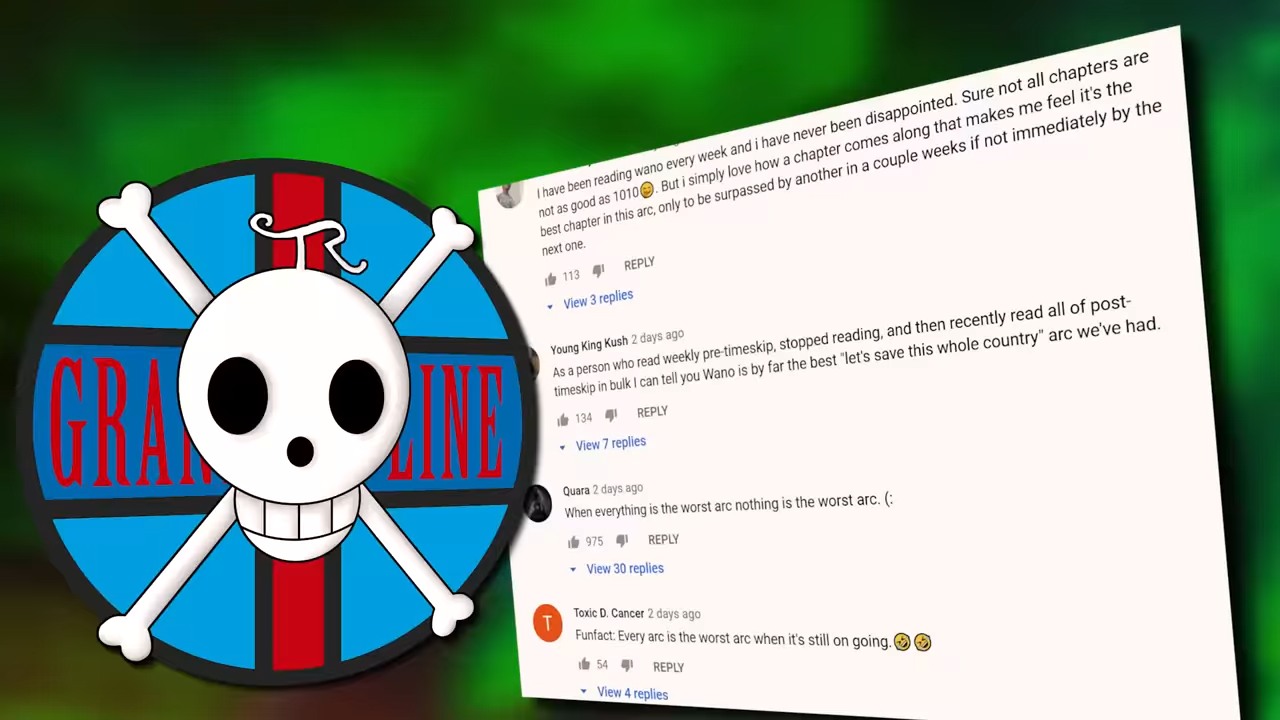 GRAN LINE
TR
I have been reading wano every week and i have never been disappointed. Sure not all chapters are
not as good as 1010😊. But i simply love how a chapter comes along that makes me feel it's the
best chapter in this arc, only to be surpassed by another in a couple weeks if not immediately by the
next one.
113 REPLY
View 3 replies
Young King Kush 2 days ago
As a person who read weekly pre-timeskip, stopped reading, and then recently read all of post-
timeskip in bulk I can tell you Wano is by far the best "let's save this whole country" arc we've had.
134 REPLY
View 7 replies
Quara 2 days ago
When everything is the worst arc nothing is the worst arc. (:
975 REPLY
View 30 replies
T
Toxic D. Cancer 2 days ago
Funfact: Every arc is the worst arc when it's still on going.🤣🤣
54 REPLY
View 4 replies